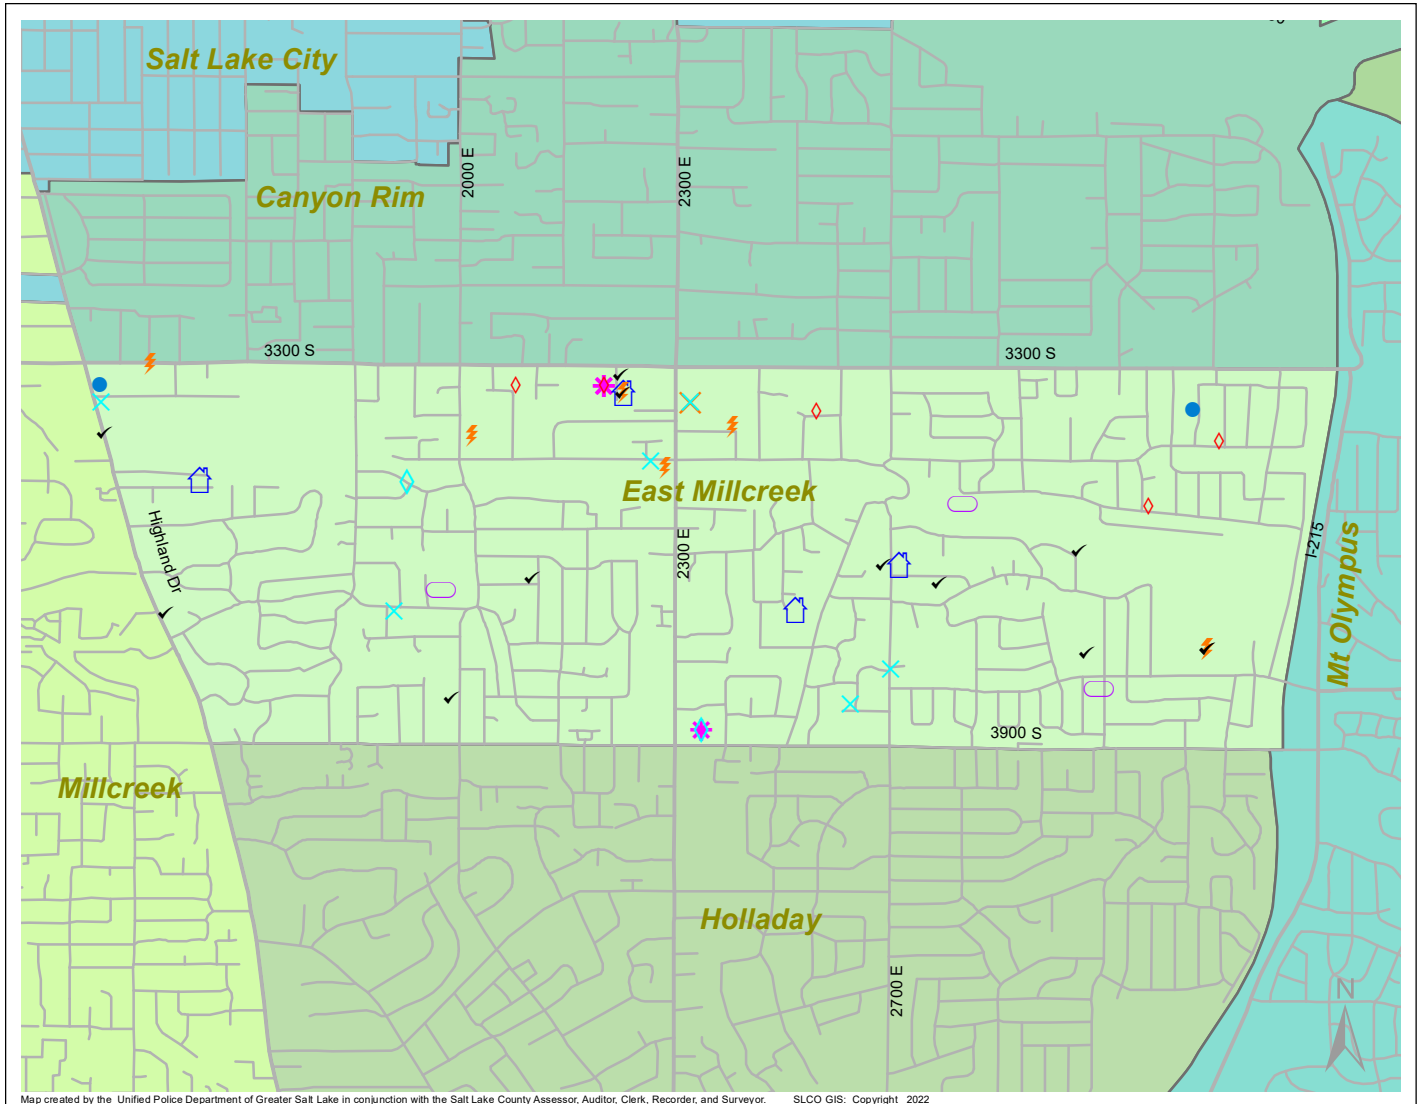 Salt Lake City
2000 E
2300 E
Canyon Rim
3300 S
3300 S
East Millcreek
Highland Dr
2300 E
I-215
Mt Olympus
3900 S
Millcreek
Holladay
2700 E
N
Map created by the Unified Police Department of Greater Salt Lake in conjunction with the Salt Lake County Assessor, Auditor, Clerk, Recorder, and Surveyor. SLCO GIS: Copyright 2022